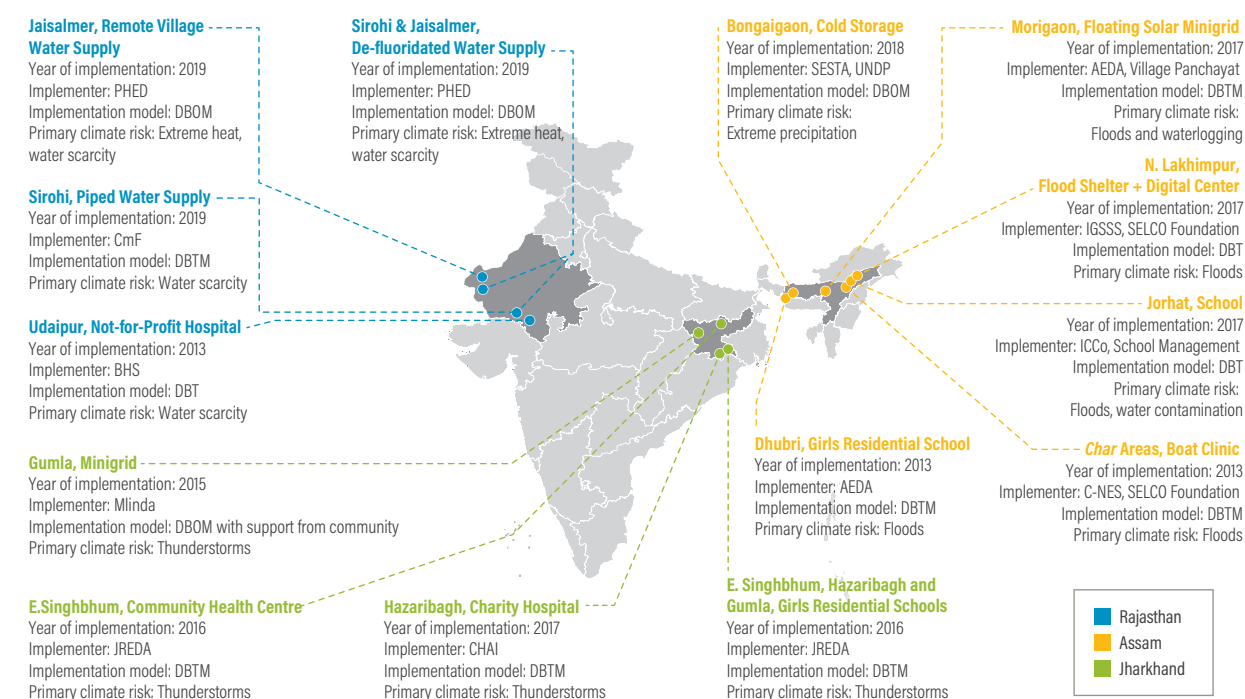 Jaisalmer, Remote Village
Water Supply
Year of implementation: 2019
Implementer: PHED
Implementation model: DBOM
Primary climate risk: Extreme heat,
water scarcity
Sirohi & Jaisalmer,
De-fluoridated Water Supply
Year of implementation: 2019
Implementer: PHED
Implementation model: DBOM
Primary climate risk: Extreme heat,
water scarcity
Bongaigaon, Cold Storage
Year of implementation: 2018
Implementer: SESTA, UNDP
Implementation model: DBOM
Primary climate risk:
Extreme precipitation
Morigaon, Floating Solar Minigrid
Year of implementation: 2017
Implementer: AEDA, Village Panchayat
Implementation model: DBTM
Primary climate risk:
Floods and waterlogging
N. Lakhimpur,
Flood Shelter + Digital Center
Year of implementation: 2017
Implementer: IGSSS, SELCO Foundation
Implementation model: DBT
Primary climate risk: Floods
Sirohi, Piped Water Supply
Year of implementation: 2019
Implementer: CmF
Implementation model: DBTM
Primary climate risk: Water scarcity
Jorhat, School
Year of implementation: 2017
Implementer: ICCo, School Management
Implementation model: DBT
Primary climate risk:
Floods, water contamination
Udaipur, Not-for-Profit Hospital
Year of implementation: 2013
Implementer: BHS
Implementation model: DBT
Primary climate risk: Water scarcity
Dhubri, Girls Residential School
Year of implementation: 2013
Implementer: AEDA
Implementation model: DBTM
Primary climate risk: Floods
Char Areas, Boat Clinic
Year of implementation: 2013
Implementer: C-NES, SELCO Foundation
Implementation model: DBTM
Primary climate risk: Floods
Gumla, Minigrid
Year of implementation: 2015
Implementer: Mlinda
Implementation model: DBOM with support from community
Primary climate risk: Thunderstorms
E.Singhbhum, Community Health Centre
Year of implementation: 2016
Implementer: JREDA
Implementation model: DBTM
Primary climate risk: Thunderstorms
Hazaribagh, Charity Hospital
Year of implementation: 2017
Implementer: CHAI
Implementation model: DBTM
Primary climate risk: Thunderstorms
E. Singhbhum, Hazaribagh and
Gumla, Girls Residential Schools
Year of implementation: 2016
Implementer: JREDA
Implementation model: DBTM
Primary climate risk: Thunderstorms
Rajasthan
Assam
Jharkhand